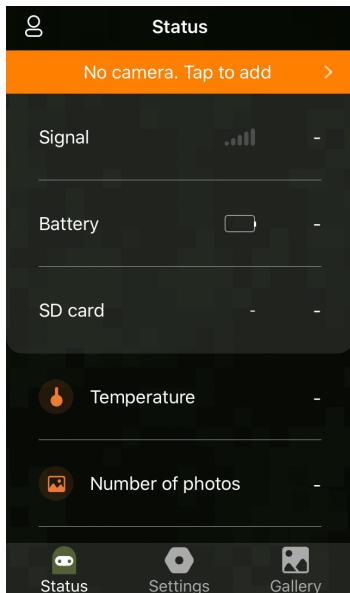 Status
No camera. Tap to add
Signal -
Battery -
SD card - -
Temperature -
Number of photos -
Status Settings Gallery